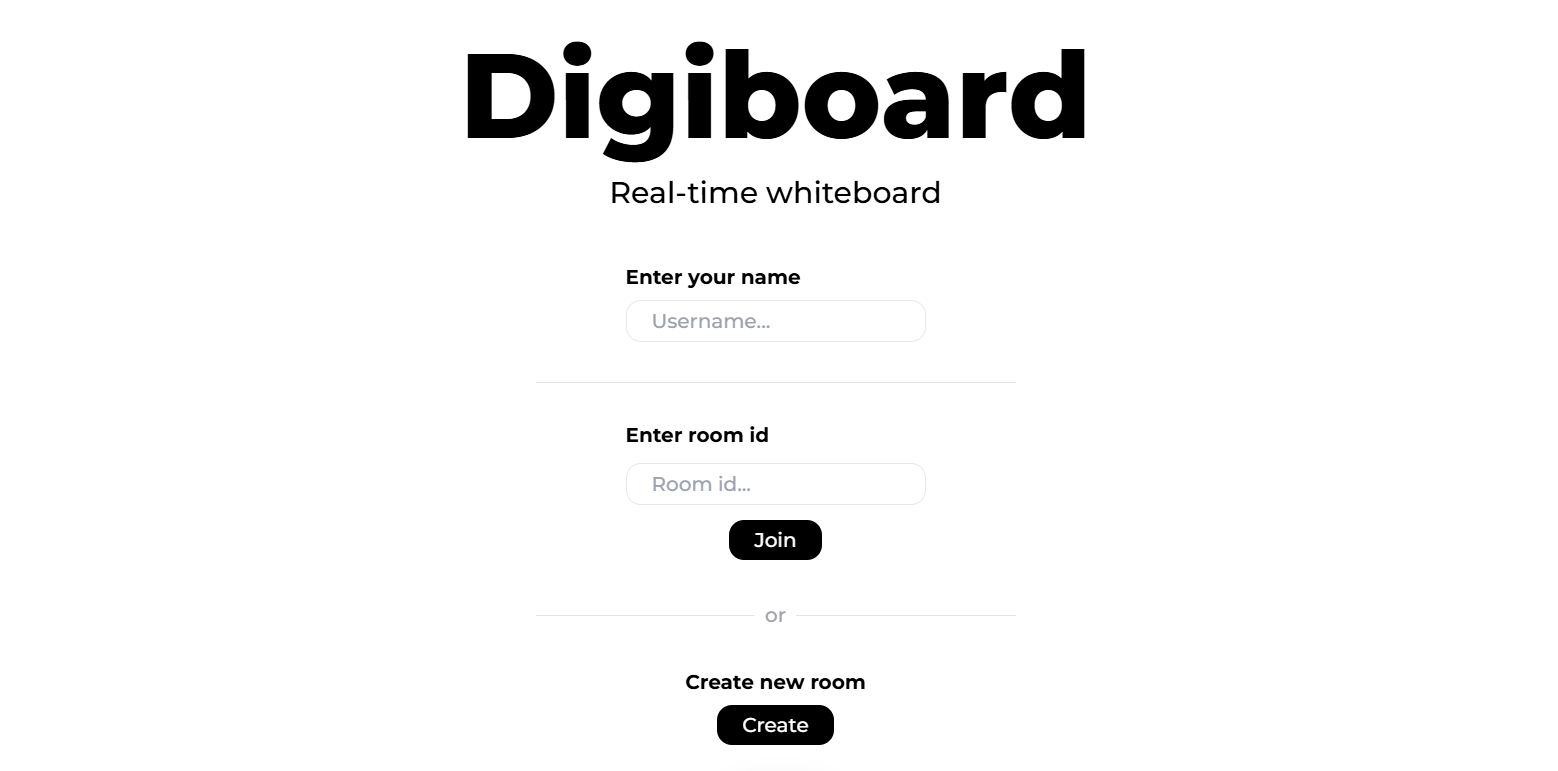 Digiboard
Real-time whiteboard
Enter your name
Username...
Enter room id
Room id...
Join
or
Create new room
Create